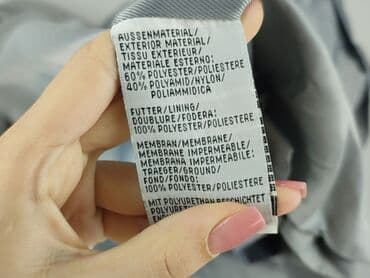 AUSSENMATERIAL/
EXTERIOR MATERIAL/
TISSU EXTERIEUR/
MATERIALE ESTERNO:
60% POLYESTER/POLIESTERE
40% POLYAMID/NYLON/
POLIAMMIDICA
FUTTER/LINING/
DOUBLURE/FODERA:
100% POLYESTER/POLIESTERE
MEMBRAN/MEMBRANE/
MEMBRANE IMPERMEABLE/
MEMBRANA IMPERMEABILE:
TRAEGER/GROUND/
FOND/FONDO:
100% POLYESTER/POLIESTERE
MIT POLYURETHAN BESCHICHTET